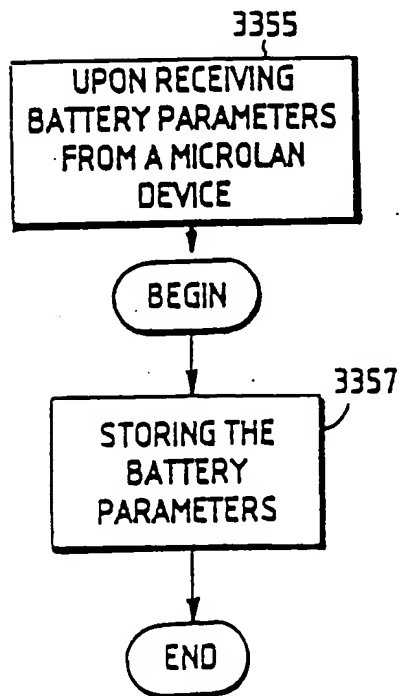 3355
UPON RECEIVING
BATTERY PARAMETERS
FROM A MICROLAN
DEVICE
BEGIN
3357
STORING THE
BATTERY
PARAMETERS
END